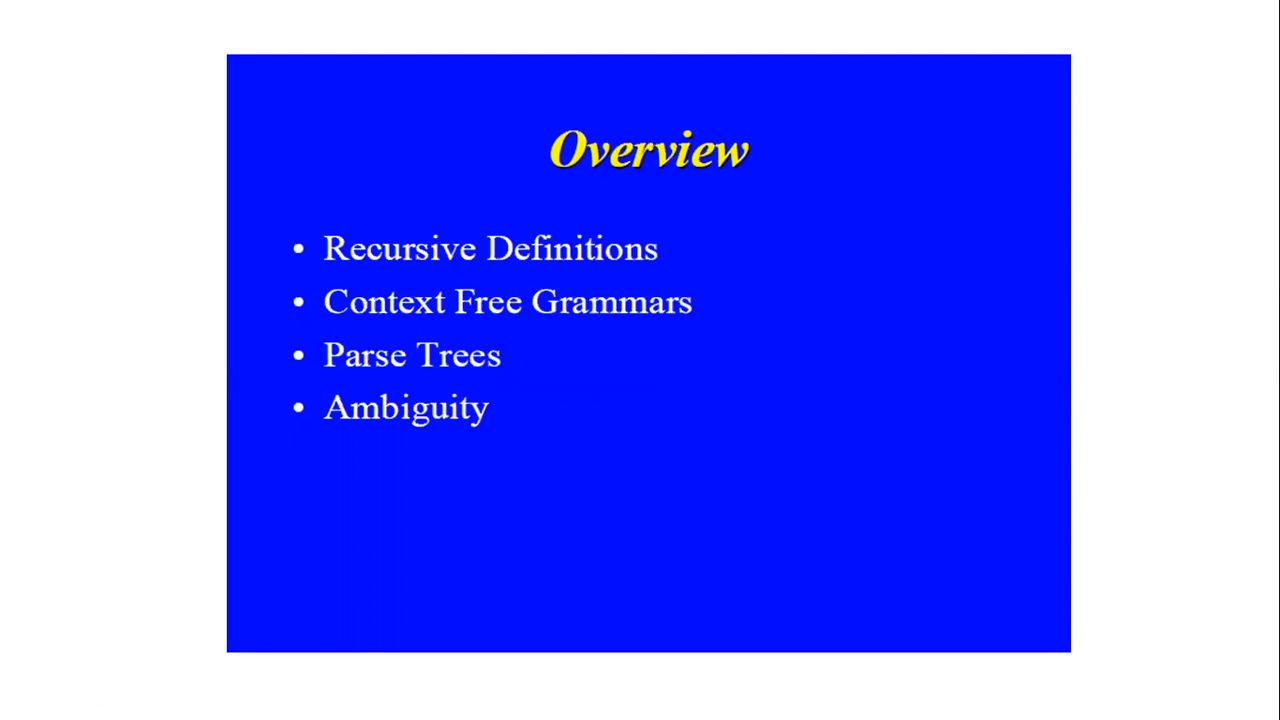 Overview
• Recursive Definitions
• Context Free Grammars
• Parse Trees
• Ambiguity